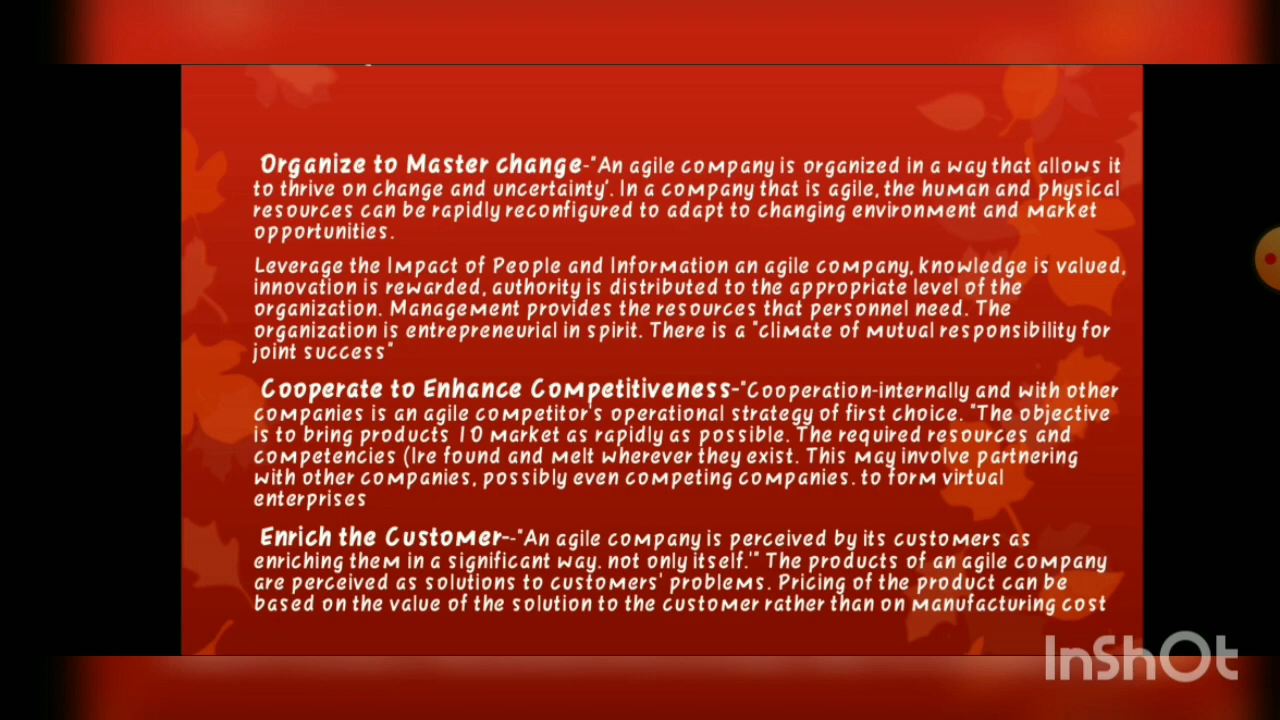 Organize to Master change-"An agile company is organized in a way that allows it
to thrive on change and uncertainty'. In a company that is agile, the human and physical
resources can be rapidly reconfigured to adapt to changing environment and market
opportunities.
Leverage the Impact of People and Information an agile company, knowledge is valued,
innovation is rewarded, authority is distributed to the appropriate level of the
organization. Management provides the resources that personnel need. The
organization is entrepreneurial in spirit. There is a "climate of mutual responsibility for
joint success"
Cooperate to Enhance Competitiveness-"Cooperation-internally and with other
companies is an agile competitor's operational strategy of first choice. "The objective
is to bring products 10 market as rapidly as possible. The required resources and
competencies (Ire found and melt wherever they exist. This may involve partnering
with other companies, possibly even competing companies. to form virtual
enterprises
Enrich the Customer--"An agile company is perceived by its customers as
enriching them in a significant way. not only itself.'" The products of an agile company
are perceived as solutions to customers' problems. Pricing of the product can be
based on the value of the solution to the customer rather than on manufacturing cost
InShOt